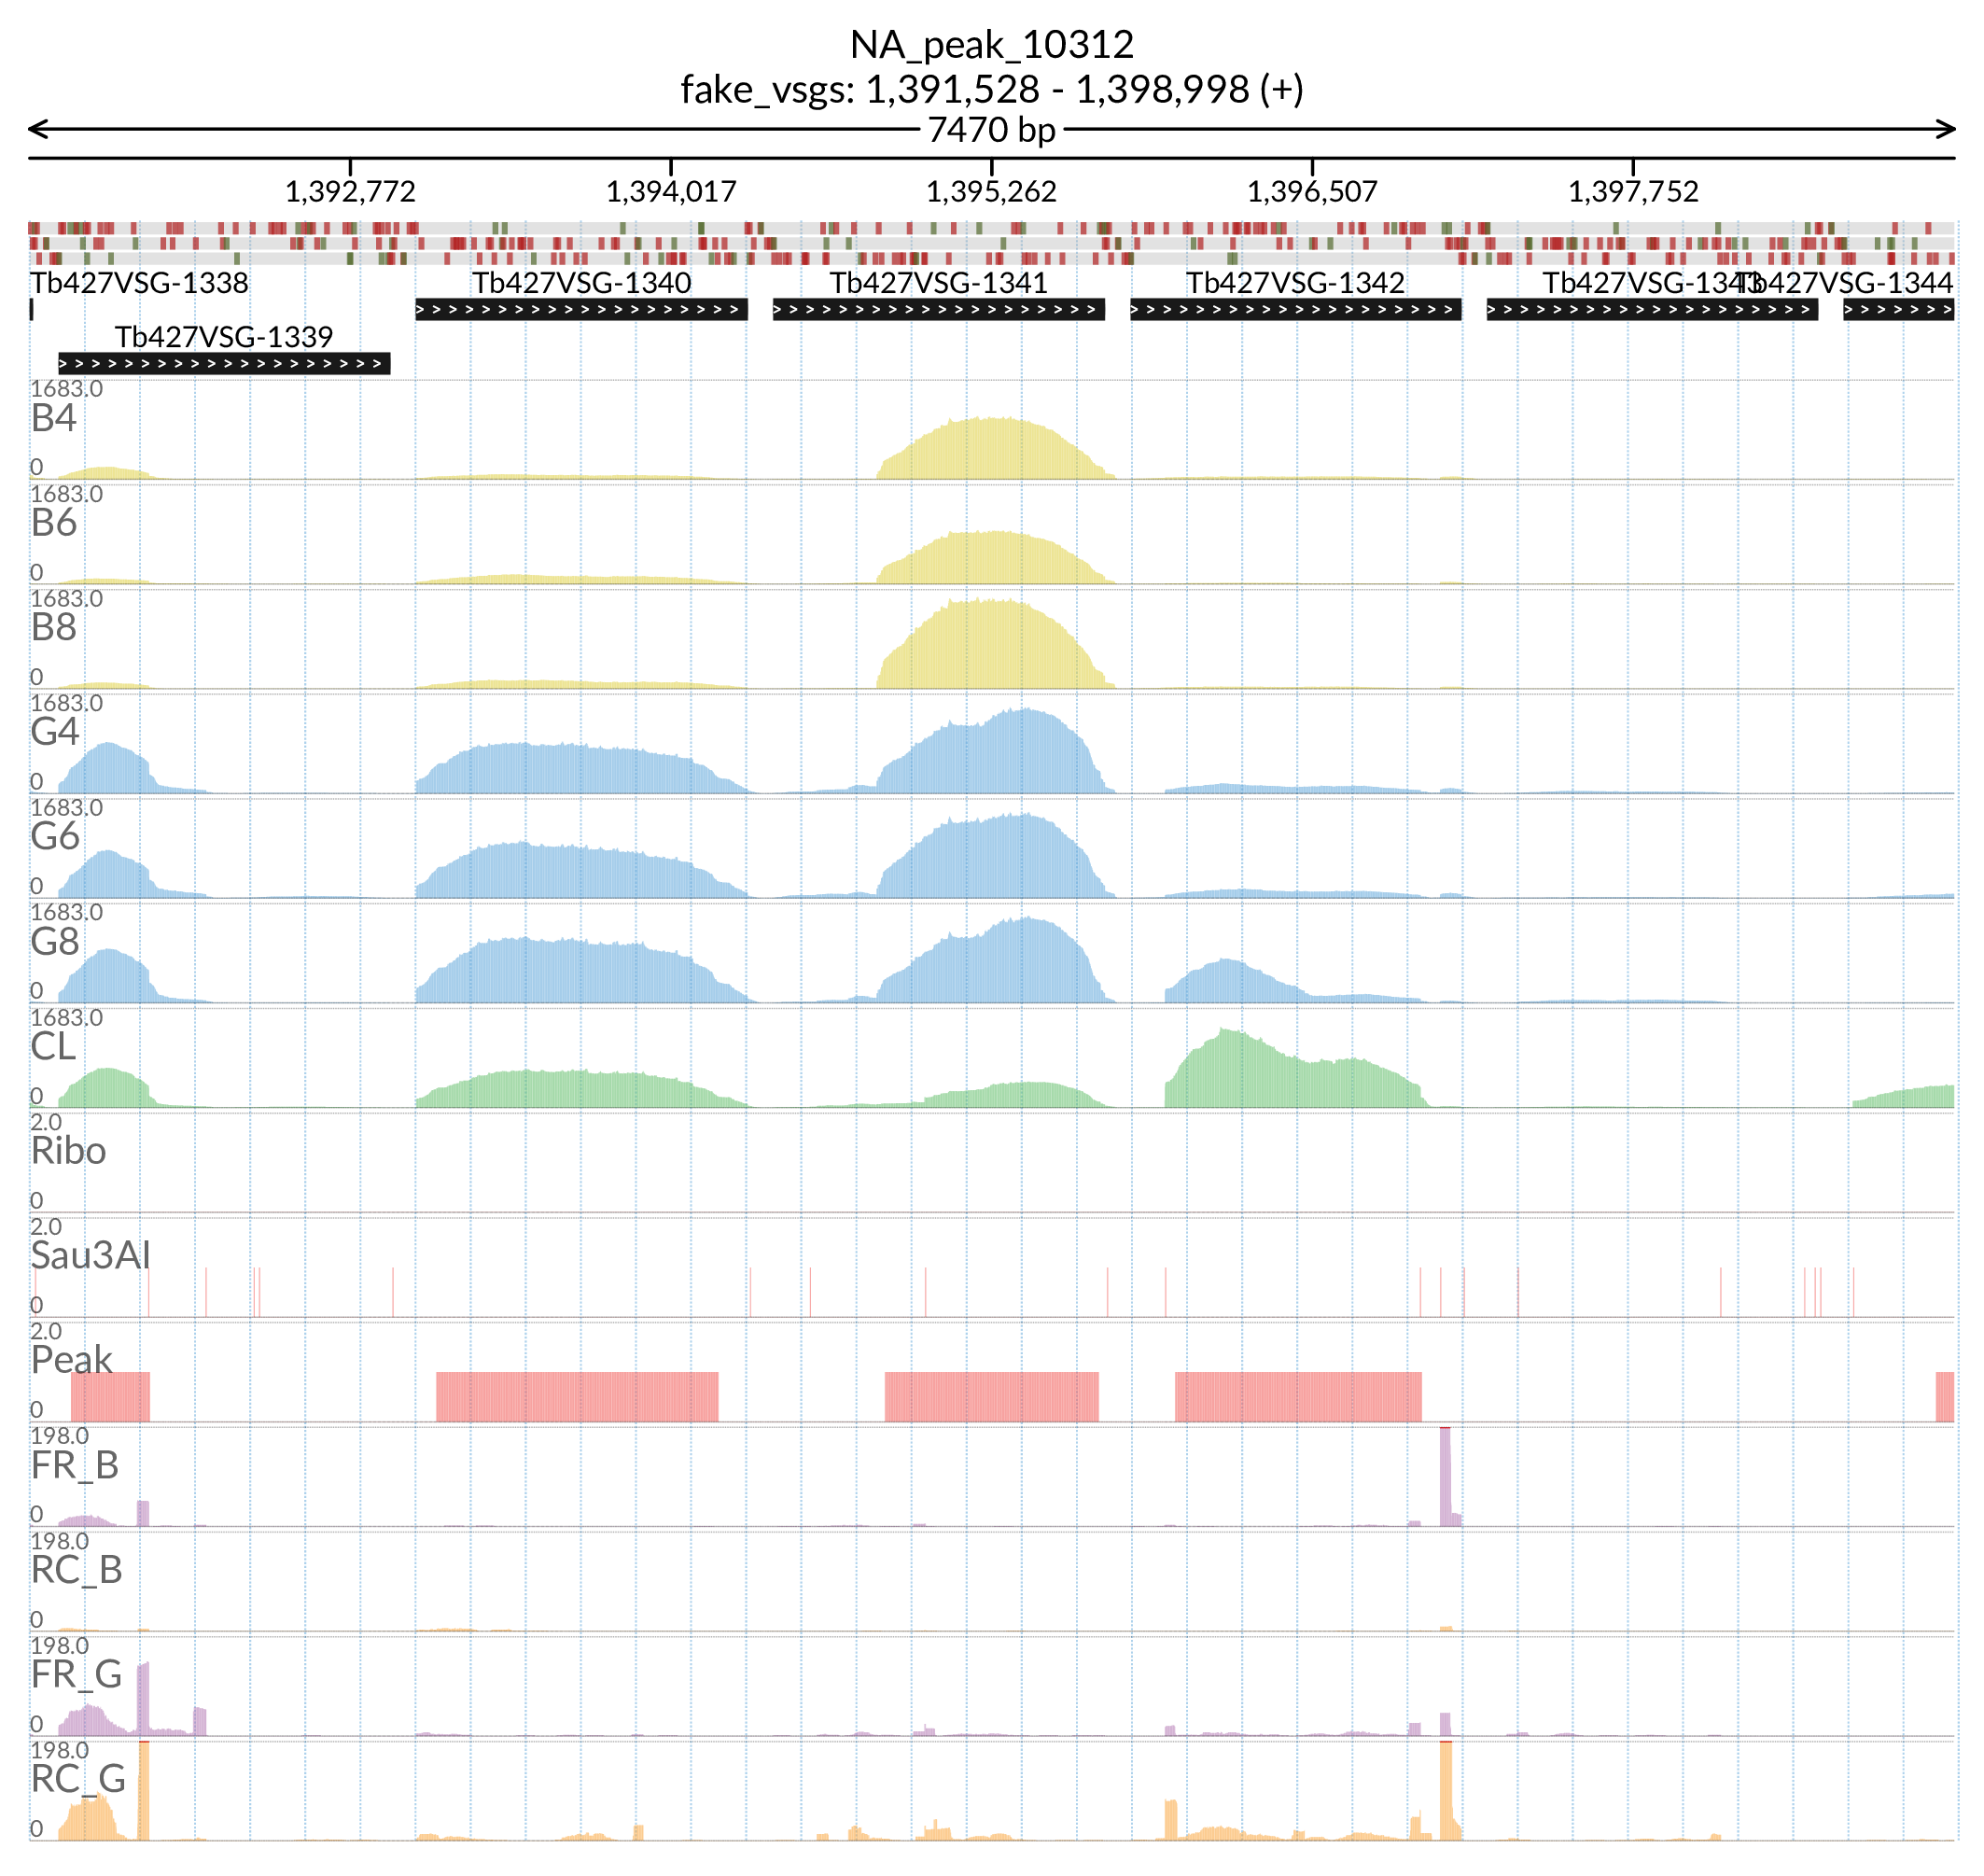 NA_peak_10312
fake_vsgs: 1,391,528 - 1,398,998 (+)
7470 bp
1,392,772 1,394,017 1,395,262 1,396,507 1,397,752
Tb427VSG-1338 Tb427VSG-1340 Tb427VSG-1341 Tb427VSG-1342 Tb427VSG-1343 Tb427VSG-1344
Tb427VSG-1339
1683.0
B4
0
1683.0
B6
0
1683.0
B8
0
1683.0
G4
0
1683.0
G6
0
1683.0
G8
0
1683.0
CL
0
2.0
Ribo
0
2.0
Sau3AI
0
2.0
Peak
0
198.0
FR_B
0
198.0
RC_B
0
198.0
FR_G
0
198.0
RC_G
0